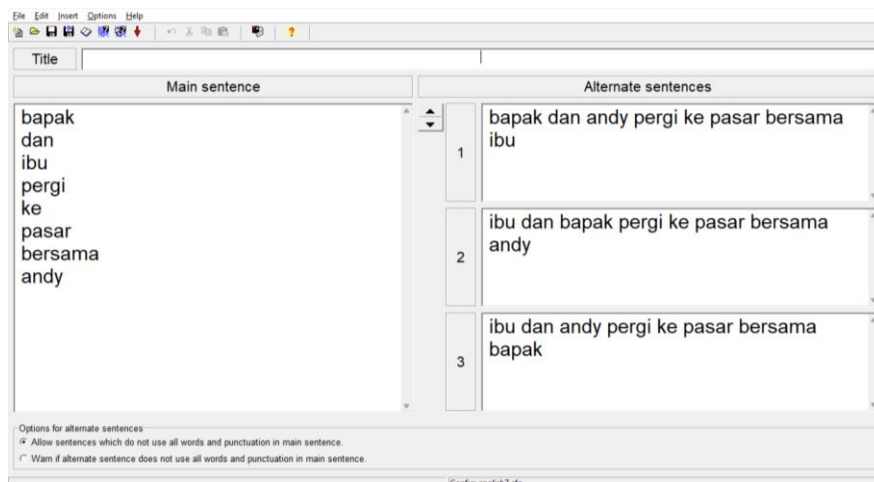 File Edit Insert Options Help
Title
Main sentence
Alternate sentences
bapak
dan
ibu
pergi
ke
pasar
bersama
andy
1
bapak dan andy pergi ke pasar bersama
ibu
2
ibu dan bapak pergi ke pasar bersama
andy
3
ibu dan andy pergi ke pasar bersama
bapak
Options for alternate sentences
Allow sentences which do not use all words and punctuation in main sentence.
Warn if alternate sentence does not use all words and punctuation in main sentence.